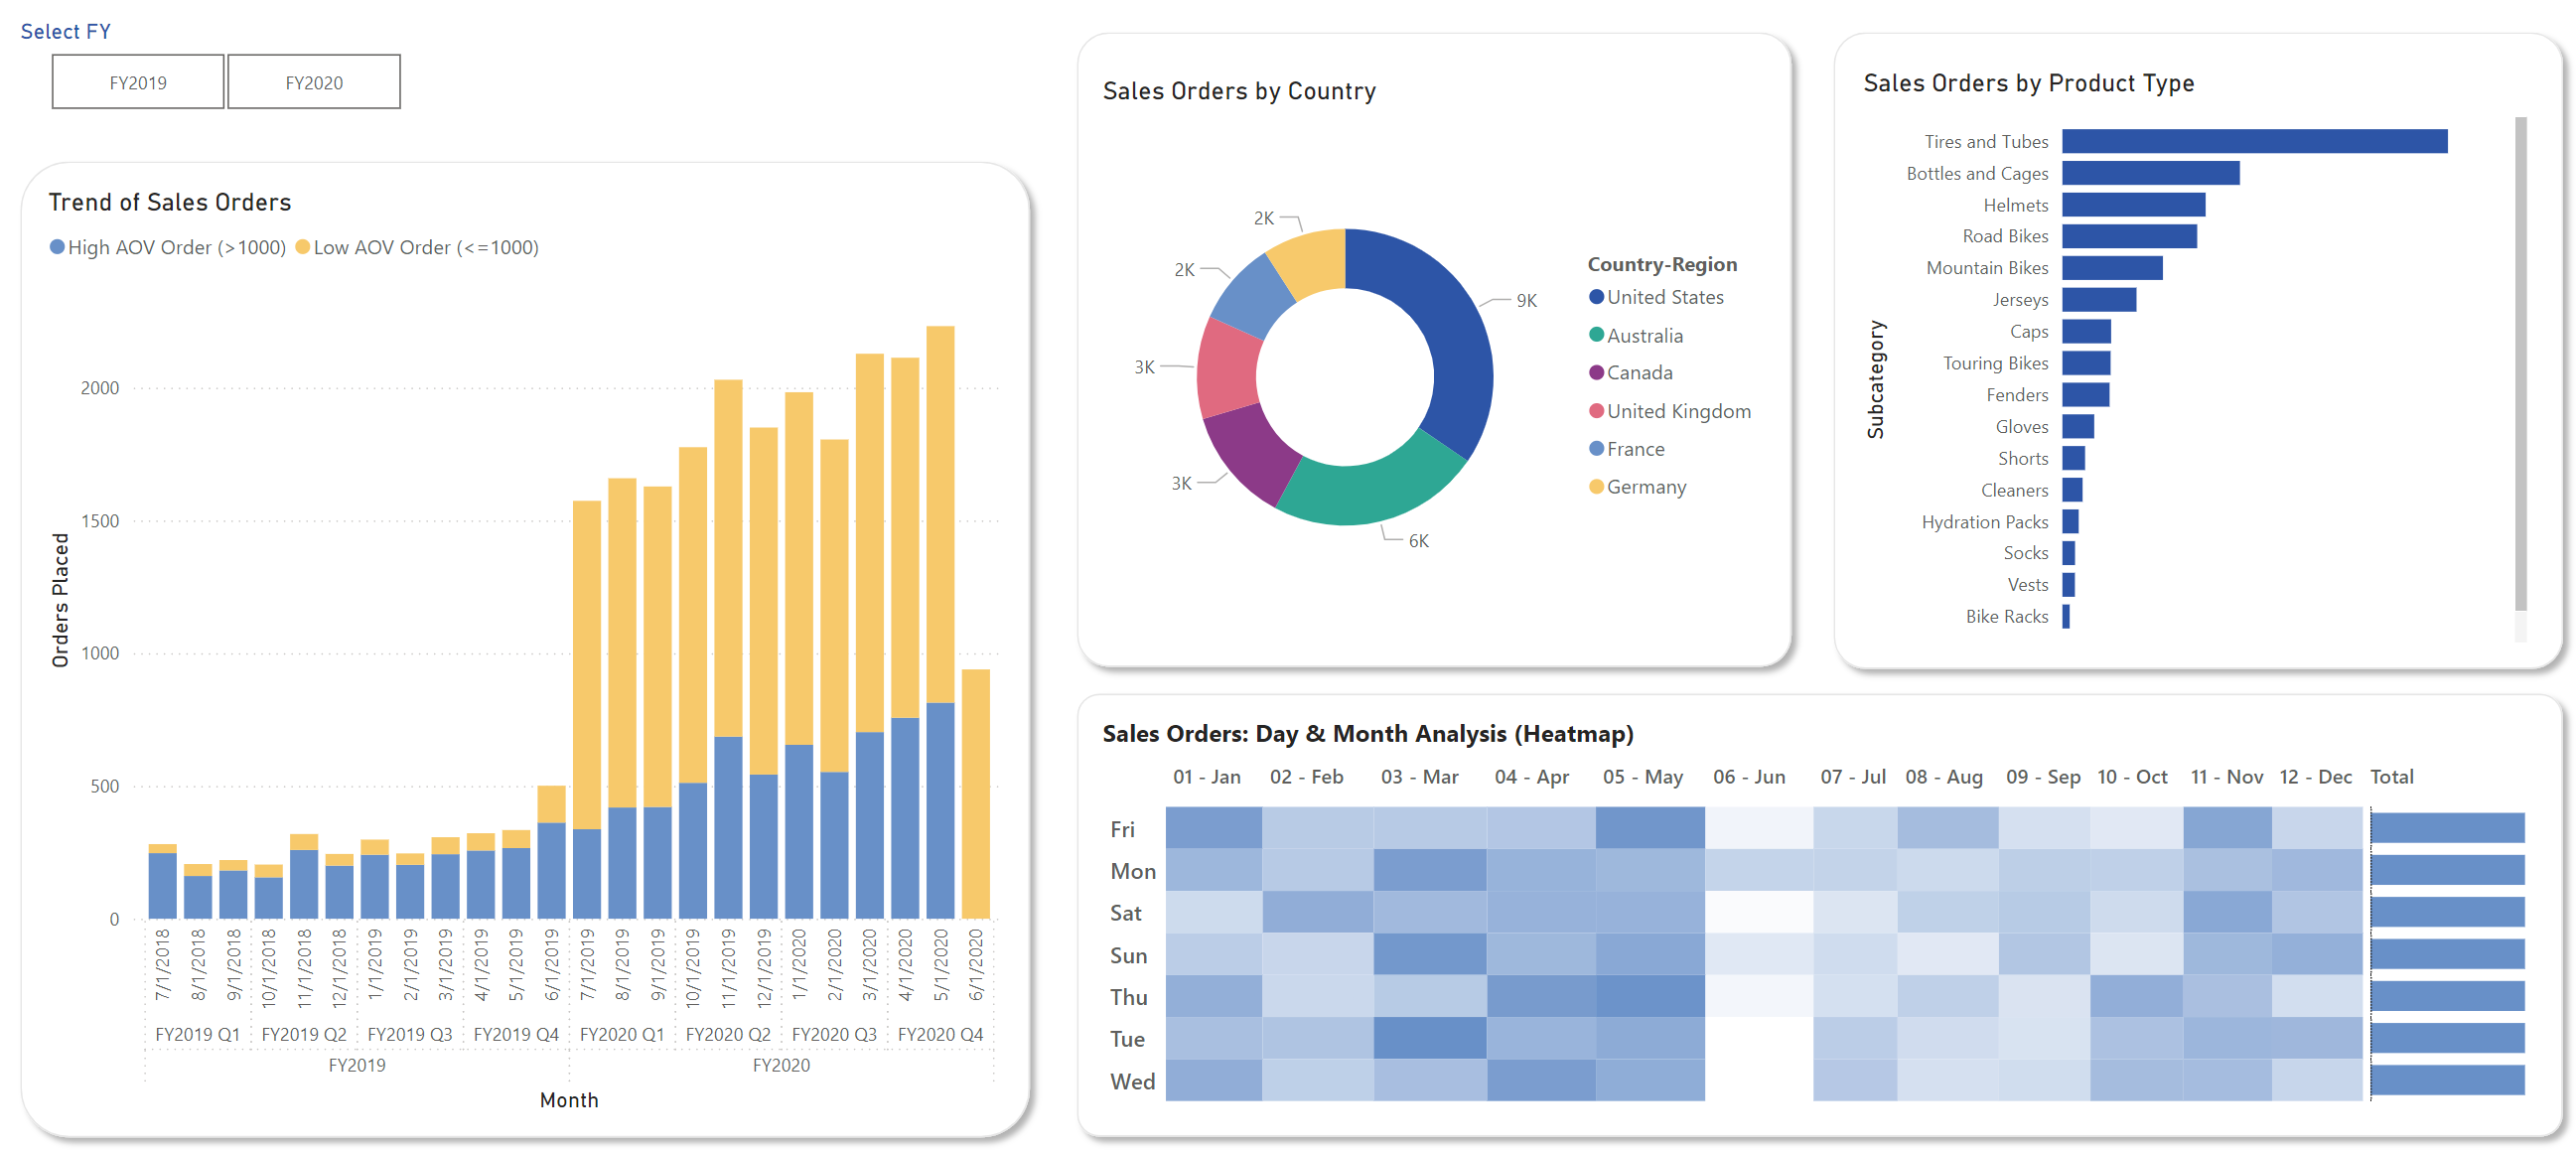 Select FY
FY2019 FY2020
Trend of Sales Orders
High AOV Order (>1000) Low AOV Order (<=1000)
Orders Placed
2000
1500
1000
500
0
7/1/2018 8/1/2018 9/1/2018 10/1/2018 11/1/2018 12/1/2018 1/1/2019 2/1/2019 3/1/2019 4/1/2019 5/1/2019 6/1/2019 7/1/2019 8/1/2019 9/1/2019 10/1/2019 11/1/2019 12/1/2019 1/1/2020 2/1/2020 3/1/2020 4/1/2020 5/1/2020 6/1/2020
FY2019 Q1 FY2019 Q2 FY2019 Q3 FY2019 Q4 FY2020 Q1 FY2020 Q2 FY2020 Q3 FY2020 Q4
FY2019 FY2020
Month
Sales Orders by Country
2K
2K
9K
3K
3K
6K
Country-Region
United States
Australia
Canada
United Kingdom
France
Germany
Sales Orders by Product Type
Subcategory
Tires and Tubes
Bottles and Cages
Helmets
Road Bikes
Mountain Bikes
Jerseys
Caps
Touring Bikes
Fenders
Gloves
Shorts
Cleaners
Hydration Packs
Socks
Vests
Bike Racks
Sales Orders: Day & Month Analysis (Heatmap)
01 - Jan 02 - Feb 03 - Mar 04 - Apr 05 - May 06 - Jun 07 - Jul 08 - Aug 09 - Sep 10 - Oct 11 - Nov 12 - Dec Total
Fri
Mon
Sat
Sun
Thu
Tue
Wed